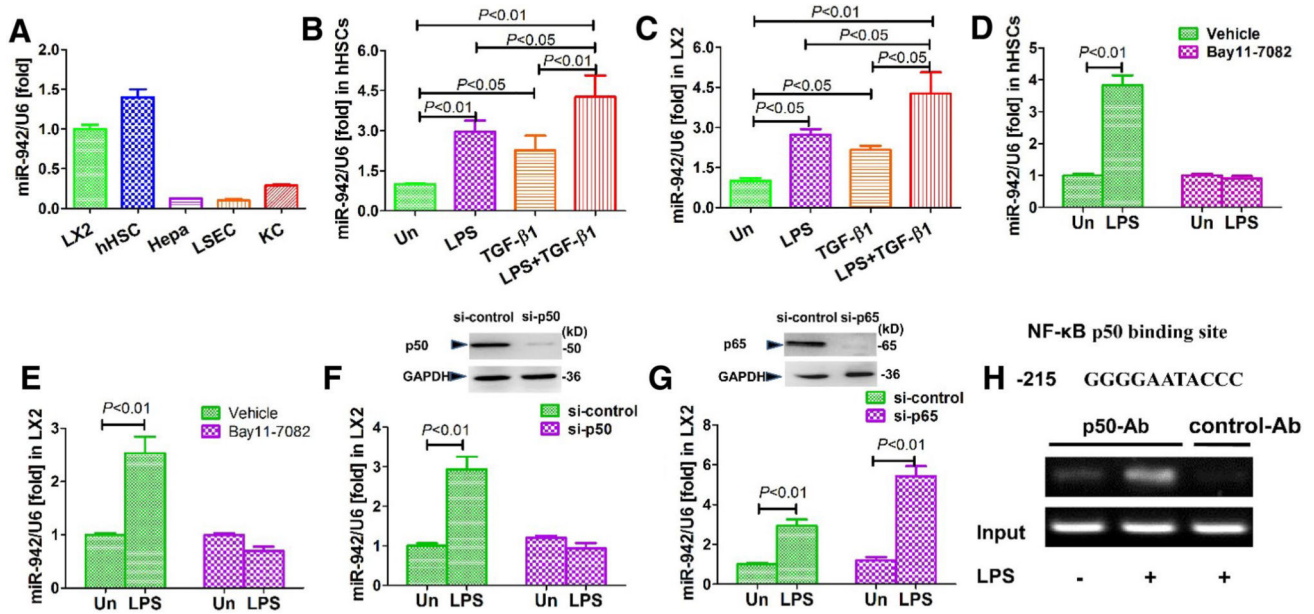 A
miR-942/U6 [fold]
2.0
1.5
1.0
0.5
0.0
LX2
hHSC
Hepa
LSEC
KC
B
miR-942/U6 [fold] in hHSCs
6.0
4.5
3.0
1.5
0.0
P<0.01
P<0.05
P<0.05
P<0.01
P<0.01
Un
LPS
TGF-β1
LPS+TGF-β1
C
miR-942/U6 [fold] in LX2
6.0
4.5
3.0
1.5
0.0
P<0.01
P<0.05
P<0.05
P<0.05
P<0.05
Un
LPS
TGF-β1
LPS+TGF-β1
D
miR-942/U6 [fold] in hHSCs
5
4
3
2
1
0
Vehicle
Bay11-7082
P<0.01
Un LPS Un LPS
E
miR-942/U6 [fold] in LX2
4
3
2
1
0
P<0.01
Vehicle
Bay11-7082
Un LPS Un LPS
F
si-control si-p50
(kD)
p50 -50
GAPDH -36
miR-942/U6 [fold] in LX2
4
3
2
1
0
si-control
si-p50
P<0.01
Un LPS Un LPS
G
si-control si-p65
(kD)
p65 -65
GAPDH -36
miR-942/U6 [fold] in LX2
8
6
4
2
0
si-control
si-p65
P<0.01
P<0.01
Un LPS Un LPS
NF-κB p50 binding site
H -215 GGGGAATACCC
p50-Ab control-Ab
Input
LPS - + +